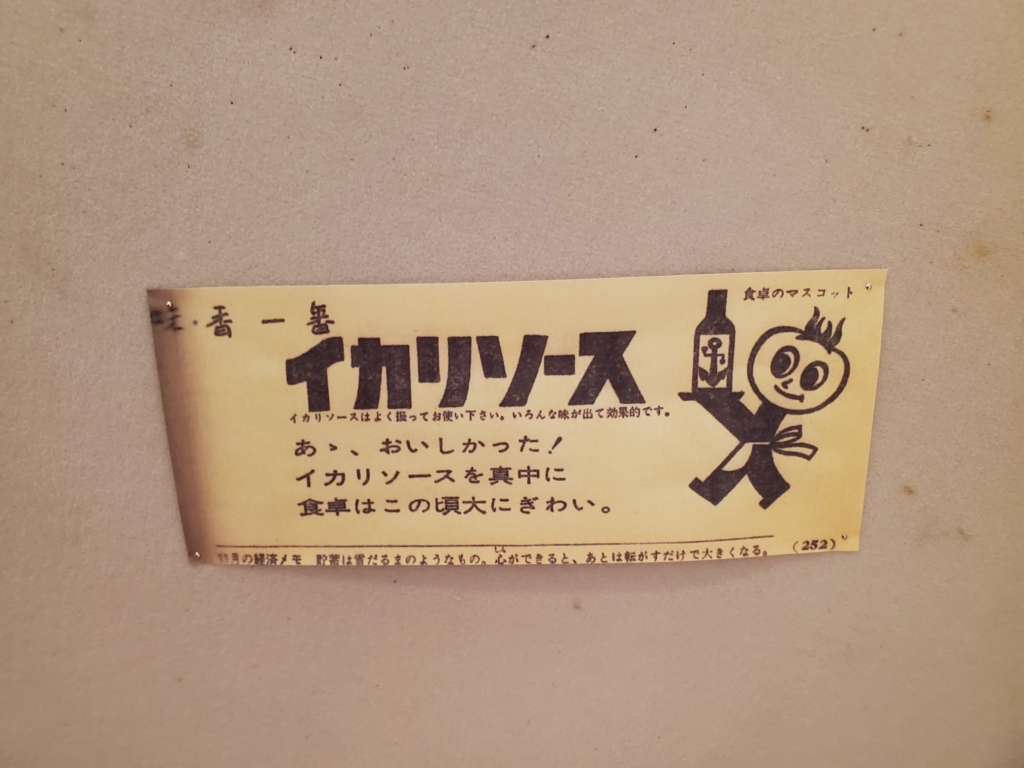 味・香一番
食卓のマスコット
イカリソース
イカリソースはよく振ってお使い下さい。いろんな味が出て効果的です。
あゝ、おいしかった!
イカリソースを真中に
食卓はこの頃大にぎわい。
月の経済メモ 貯蓄は雪だるまのようなもの。心ができると、あとは転がすだけで大きくなる。
しん
(252)